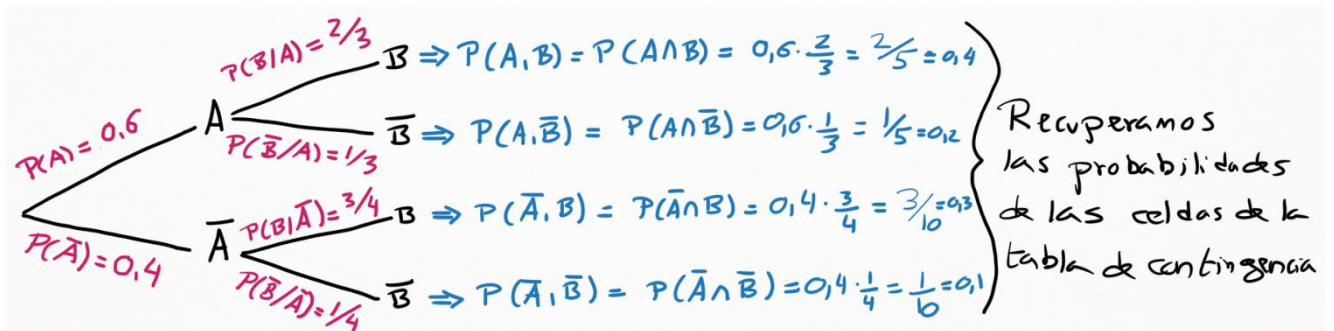 P(A)=0,6
P(Ā)=0,4
A
Ā
P(B/A)=2/3
P(B̅/A)=1/3
P(B|Ā)=3/4
P(B̅/Ā)=1/4
B ⇒ P(A,B) = P(A∩B) = 0,6·2/3 = 2/5 = 0,4
B̅ ⇒ P(A,B̅) = P(A∩B̅) = 0,6·1/3 = 1/5 = 0,2
B ⇒ P(Ā,B) = P(Ā∩B) = 0,4·3/4 = 3/10 = 0,3
B̅ ⇒ P(Ā,B̅) = P(Ā∩B̅) = 0,4·1/4 = 1/10 = 0,1
Recuperamos
las probabilidades
de las celdas de la
tabla de contingencia